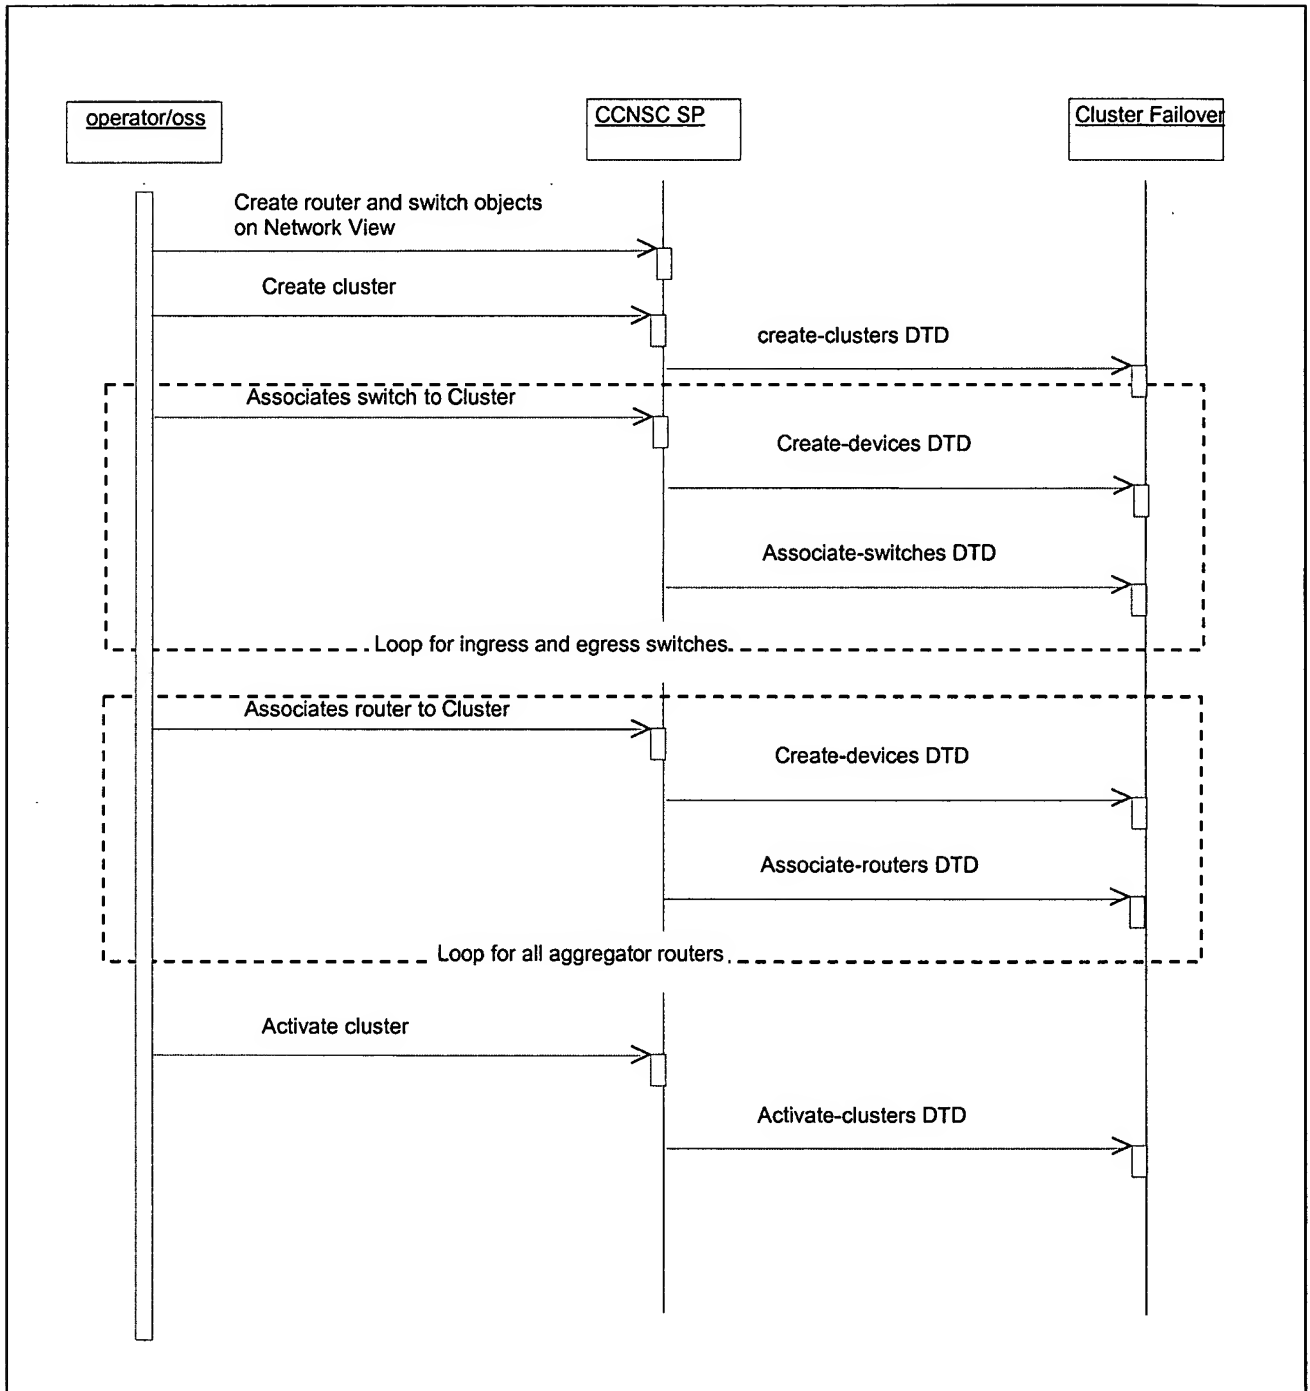 operator/oss
CCNSC SP
Cluster Failover
Create router and switch objects
on Network View
Create cluster
create-clusters DTD
Associates switch to Cluster
Create-devices DTD
Associate-switches DTD
Loop for ingress and egress switches
Associates router to Cluster
Create-devices DTD
Associate-routers DTD
Loop for all aggregator routers
Activate cluster
Activate-clusters DTD